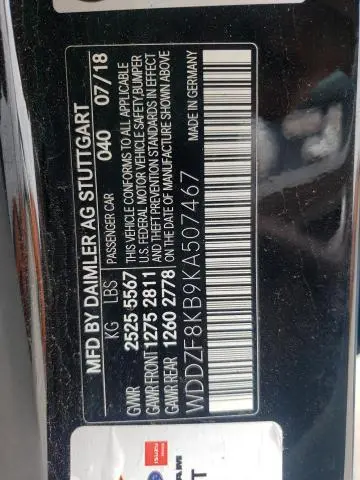 MFD BY DAIMLER AG STUTTGART
PASSENGER CAR 040 07/18
KG LBS
GVWR 2525 5567
GAWR FRONT 1275 2811
GAWR REAR 1260 2778
THIS VEHICLE CONFORMS TO ALL APPLICABLE
U.S. FEDERAL MOTOR VEHICLE SAFETY, BUMPER
AND THEFT PREVENTION STANDARDS IN EFFECT
ON THE DATE OF MANUFACTURE SHOWN ABOVE
WDDZF8KB9KA507467
MADE IN GERMANY
ISUZU